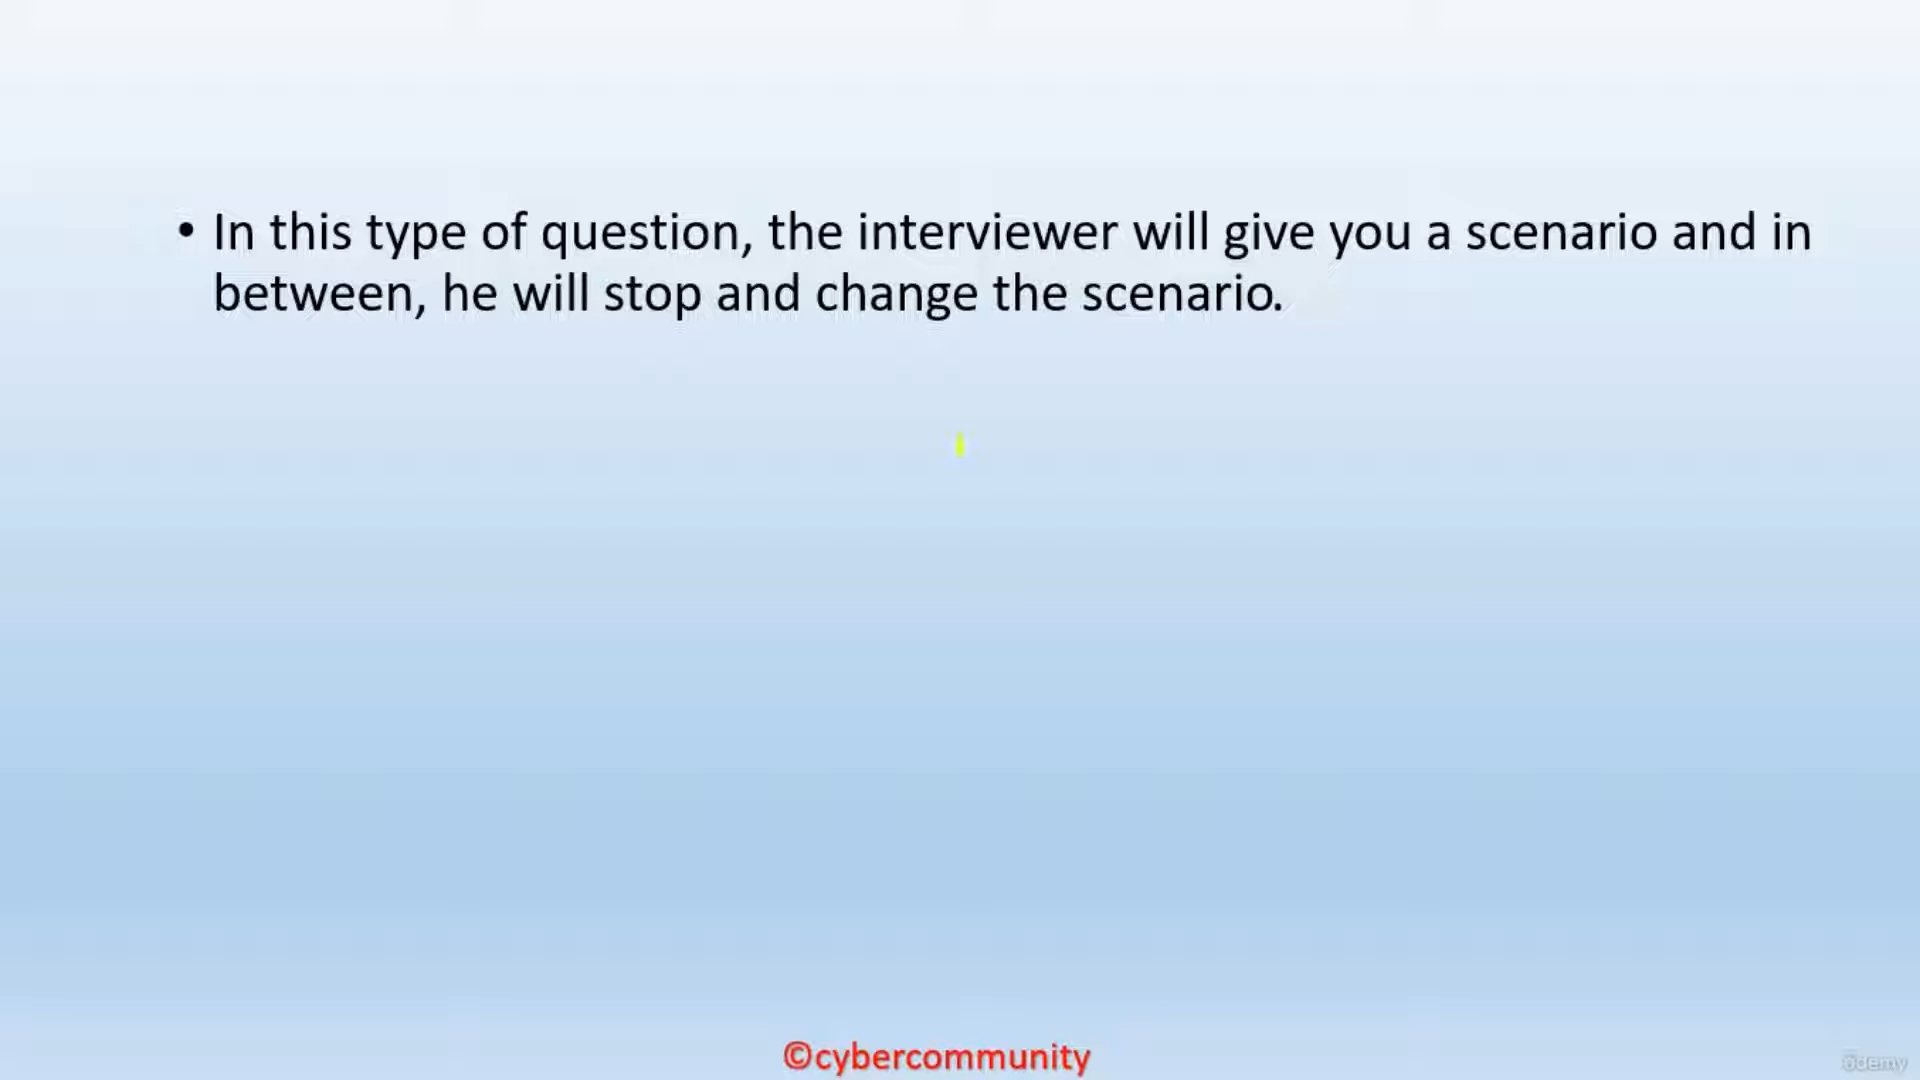 • In this type of question, the interviewer will give you a scenario and in
between, he will stop and change the scenario.
©cybercommunity
ûdemy